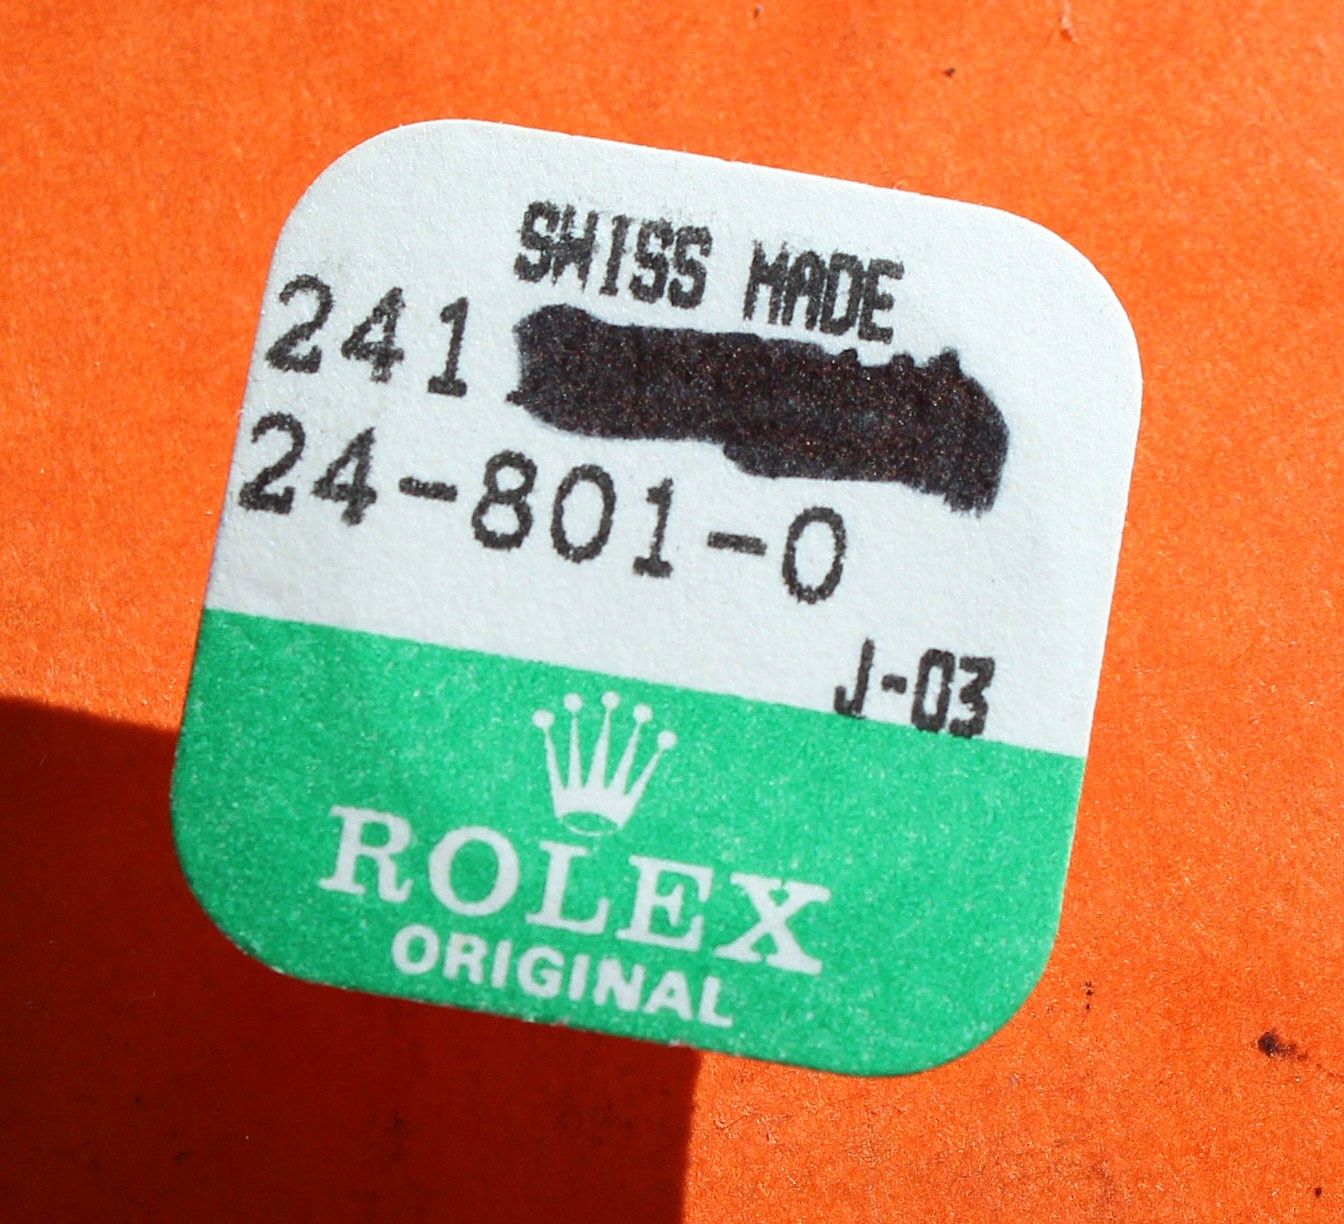 SWISS MADE
241
24-801-0
J-03
ROLEX
ORIGINAL